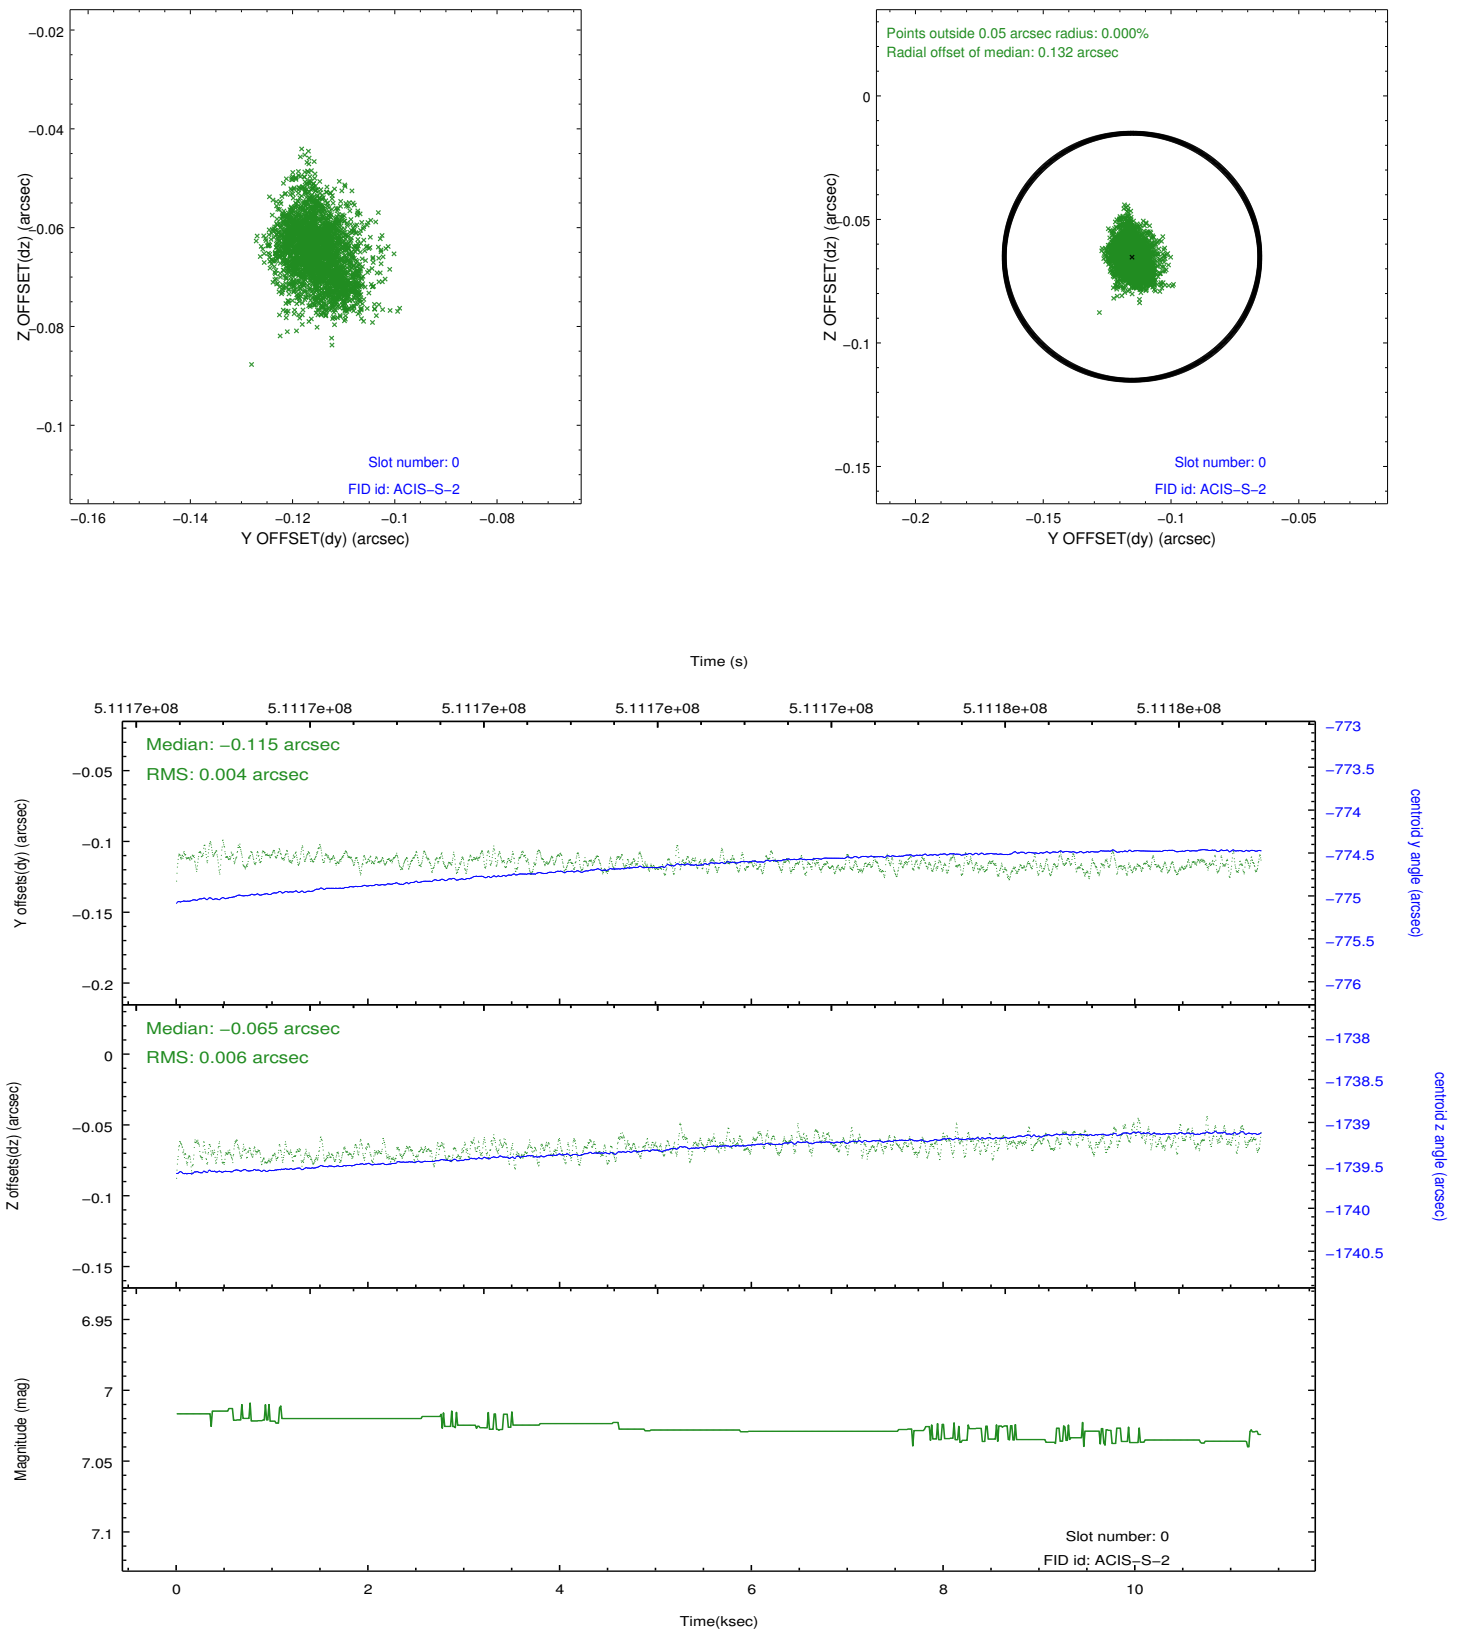 −0.02
−0.04
−0.06
−0.08
−0.1
Z OFFSET(dz) (arcsec)
Slot number: 0
FID id: ACIS−S−2
−0.16 −0.14 −0.12 −0.1 −0.08
Y OFFSET(dy) (arcsec)
Points outside 0.05 arcsec radius: 0.000%
Radial offset of median: 0.132 arcsec
0
−0.05
−0.1
−0.15
Z OFFSET(dz) (arcsec)
Slot number: 0
FID id: ACIS−S−2
−0.2 −0.15 −0.1 −0.05
Y OFFSET(dy) (arcsec)
Time (s)
5.1117e+08 5.1117e+08 5.1117e+08 5.1117e+08 5.1117e+08 5.1118e+08 5.1118e+08
Median: −0.115 arcsec
RMS: 0.004 arcsec
−0.05
−0.1
−0.15
−0.2
Y offsets(dy) (arcsec)
−773
−773.5
−774
−774.5
−775
−775.5
−776
centroid y angle (arcsec)
Median: −0.065 arcsec
RMS: 0.006 arcsec
0
−0.05
−0.1
−0.15
Z offsets(dz) (arcsec)
−1738
−1738.5
−1739
−1739.5
−1740
−1740.5
centroid z angle (arcsec)
6.95
7
7.05
7.1
Magnitude (mag)
Slot number: 0
FID id: ACIS−S−2
0 2 4 6 8 10
Time(ksec)